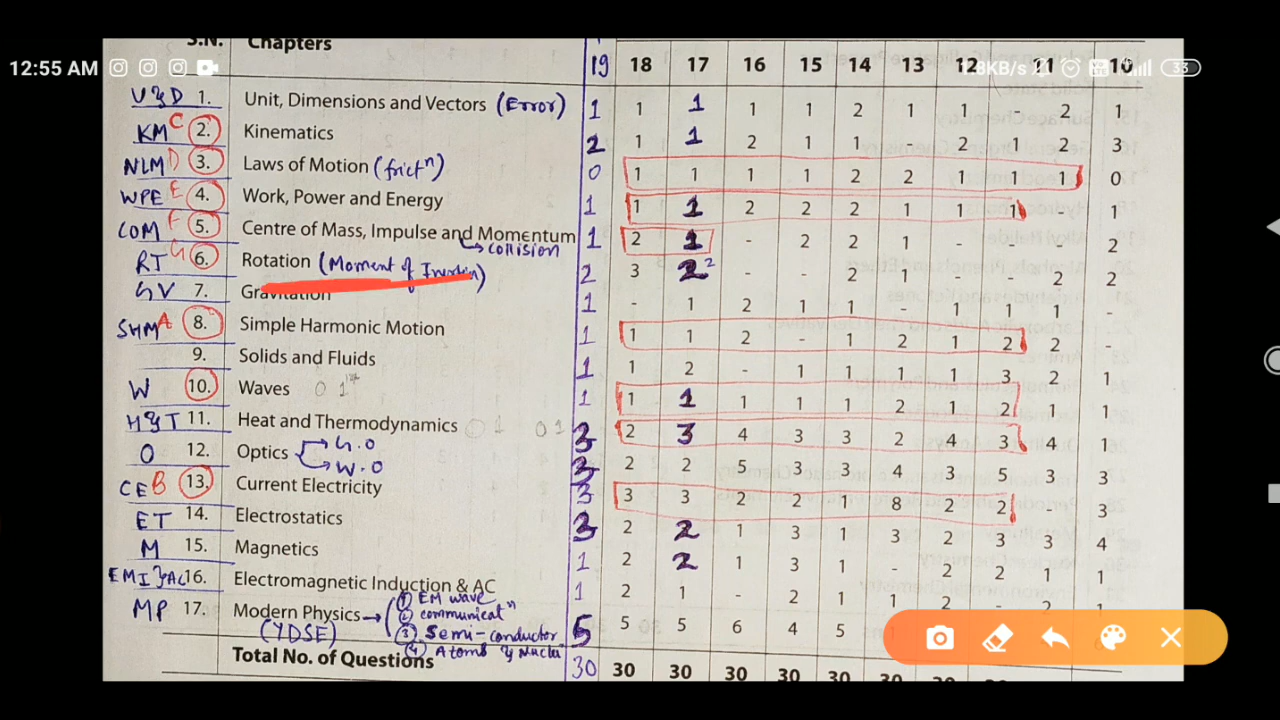 12:55 AM 128KB/s 33
S.N. Chapters 19 18 17 16 15 14 13 12 11 10
U&D 1. Unit, Dimensions and Vectors (Error) 1 1 1 1 1 2 1 1 - 2 1
KM C 2. Kinematics 2 1 1 2 1 1 - 2 1 2 3
NLM D 3. Laws of Motion (frictⁿ) 0 1 1 1 1 2 2 1 1 1 0
WPE E 4. Work, Power and Energy 1 1 1 2 2 2 1 1 1 - 1
COM F 5. Centre of Mass, Impulse and Momentum 1 2 1 - 2 2 1 - 1 - 2
→ collision
RT G 6. Rotation (Moment of Inertia) 2 3 2 2 - - 2 1 - - 2 2
GV 7. Gravitation 1 - 1 2 1 1 - 1 1 1 -
SHM A 8. Simple Harmonic Motion 1 1 1 2 - 1 2 1 2 2 -
9. Solids and Fluids 1 1 2 - 1 1 1 1 3 2 1
W 10. Waves 0 1 1 1 1 1 1 1 2 1 2 1 1
H&T 11. Heat and Thermodynamics 0 1 0 1 3 2 3 4 3 3 2 4 3 4 1
O 12. Optics → G.O → W.O 3 2 2 5 3 3 4 3 5 3 3
CE B 13. Current Electricity 3 3 3 2 2 1 8 2 2 3
ET 14. Electrostatics 3 2 2 1 3 1 3 2 3 3 4
M 15. Magnetics 1 2 2 1 3 1 - 2 2 1 1
EMI & AC 16. Electromagnetic Induction & AC 1 2 1 - 2 1 1 2 - 2 1
MP 17. Modern Physics → (YDSE) 5 5 5 6 4 5
① EM wave
② communicatⁿ
③ Semi-conductor
④ Atoms & Nuclei
Total No. of Questions 30 30 30 30 30 30 30 30